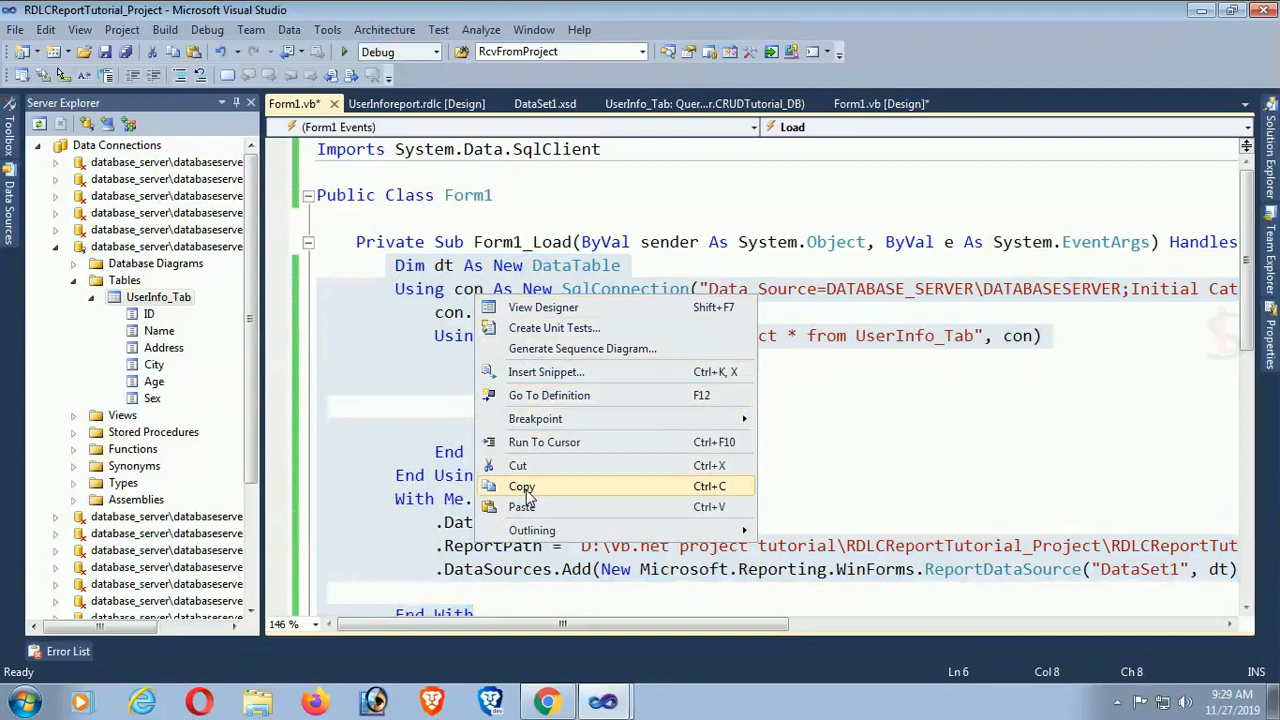 RDLCReportTutorial_Project - Microsoft Visual Studio
File Edit View Project Build Debug Team Data Tools Architecture Test Analyze Window Help
Debug RcvFromProject
Server Explorer
Form1.vb* UserInforeport.rdlc [Design] DataSet1.xsd UserInfo_Tab: Quer...r.CRUDTutorial_DB) Form1.vb [Design]*
(Form1 Events) Load
Toolbox
Data Sources
Data Connections
database_server\databaseserve
database_server\databaseserve
database_server\databaseserve
database_server\databaseserve
database_server\databaseserve
database_server\databaseserve
Database Diagrams
Tables
UserInfo_Tab
ID
Name
Address
City
Age
Sex
Views
Stored Procedures
Functions
Synonyms
Types
Assemblies
database_server\databaseserve
database_server\databaseserve
database_server\databaseserve
database_server\databaseserve
database_server\databaseserve
database_server\databaseserve
Imports System.Data.SqlClient
Public Class Form1
Private Sub Form1_Load(ByVal sender As System.Object, ByVal e As System.EventArgs) Handles
Dim dt As New DataTable
Using con As New SqlConnection("Data Source=DATABASE_SERVER\DATABASESERVER;Initial Cat
con.
Usin ct * from UserInfo_Tab", con)
End
End Usin
With Me.
.Dat
.ReportPath = "D:\Vb.net project tutorial\RDLCReportTutorial_Project\RDLCReportTut
.DataSources.Add(New Microsoft.Reporting.WinForms.ReportDataSource("DataSet1", dt)
End With
View Designer Shift+F7
Create Unit Tests...
Generate Sequence Diagram...
Insert Snippet... Ctrl+K, X
Go To Definition F12
Breakpoint
Run To Cursor Ctrl+F10
Cut Ctrl+X
Copy Ctrl+C
Paste Ctrl+V
Outlining
Solution Explorer
Team Explorer
Properties
146 %
Error List
Ready Ln 6 Col 8 Ch 8 INS
9:29 AM
11/27/2019